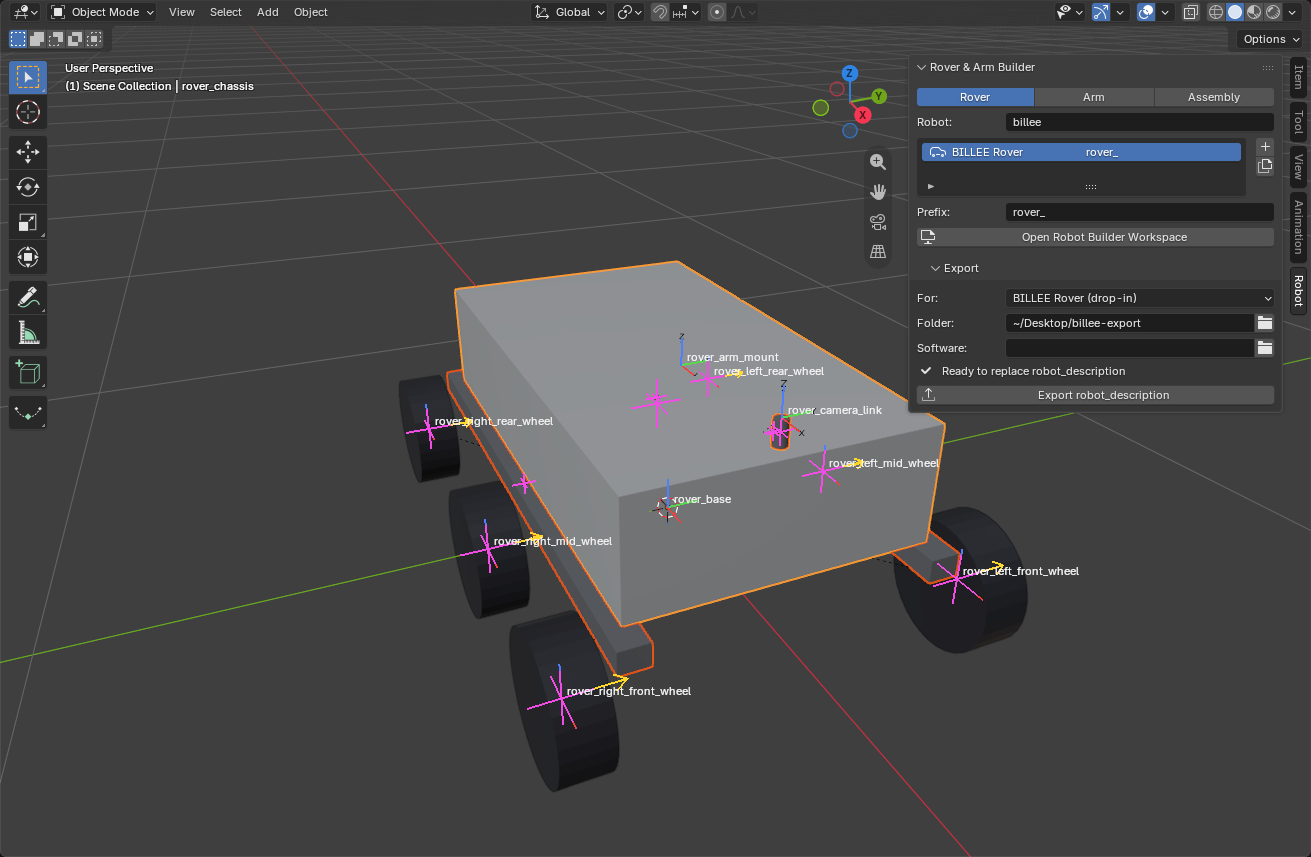 Object Mode View Select Add Object Global
Options
User Perspective
(1) Scene Collection | rover_chassis
Z
Y
X
Rover & Arm Builder
Rover Arm Assembly
Robot: billee
BILLEE Rover rover_
Prefix: rover_
Open Robot Builder Workspace
Export
For: BILLEE Rover (drop-in)
Folder: ~/Desktop/billee-export
Software:
Ready to replace robot_description
Export robot_description
Item
Tool
View
Animation
Robot
Z
rover_arm_mount
rover_left_rear_wheel
Z
rover_camera_link
rover_right_rear_wheel
X
rover_left_mid_wheel
rover_base
rover_right_mid_wheel
rover_left_front_wheel
rover_right_front_wheel